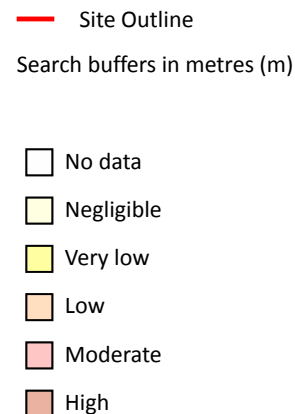 Site Outline
Search buffers in metres (m)
No data
Negligible
Very low
Low
Moderate
High